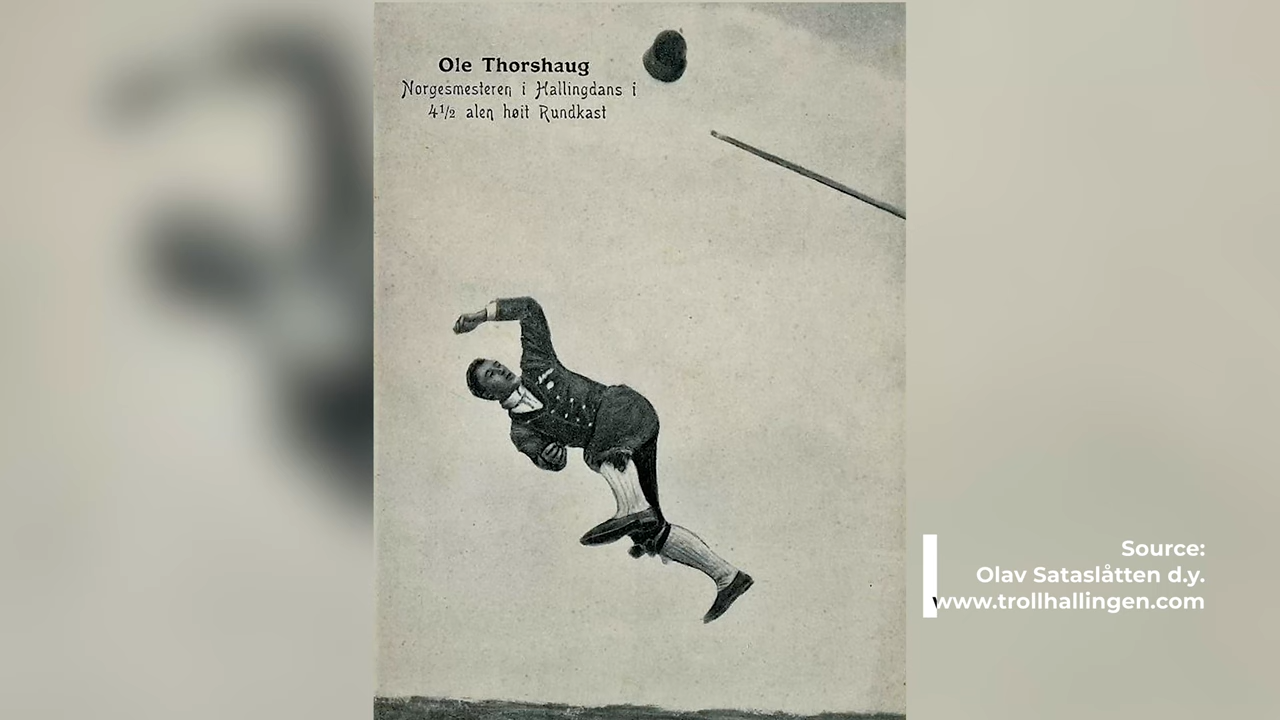 Ole Thorshaug
Norgesmesteren i Hallingdans i
4½ alen høit Rundkast
Source:
Olav Sataslåtten d.y.
www.trollhallingen.com